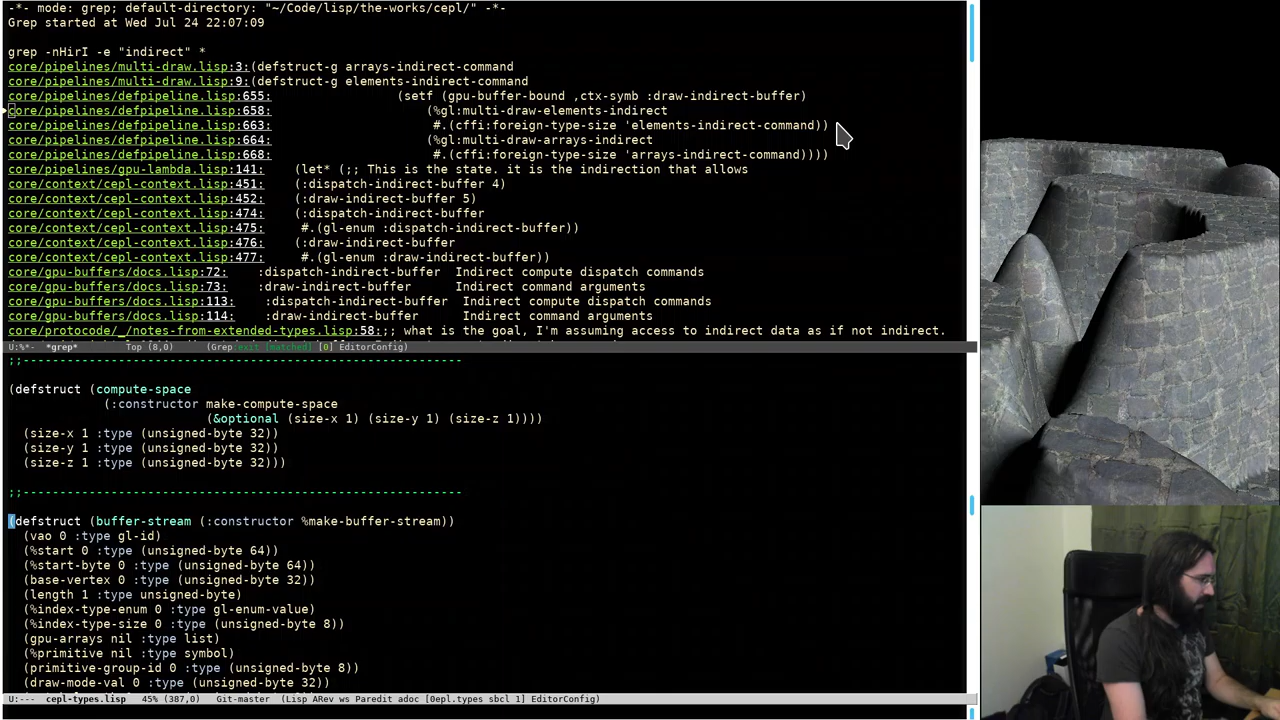 -*- mode: grep; default-directory: "~/Code/lisp/the-works/cepl/" -*-
Grep started at Wed Jul 24 22:07:09

grep -nHirI -e "indirect" *
core/pipelines/multi-draw.lisp:3:(defstruct-g arrays-indirect-command
core/pipelines/multi-draw.lisp:9:(defstruct-g elements-indirect-command
core/pipelines/defpipeline.lisp:655:                 (setf (gpu-buffer-bound ,ctx-symb :draw-indirect-buffer)
core/pipelines/defpipeline.lisp:658:                     (%gl:multi-draw-elements-indirect
core/pipelines/defpipeline.lisp:663:                      #.(cffi:foreign-type-size 'elements-indirect-command))
core/pipelines/defpipeline.lisp:664:                     (%gl:multi-draw-arrays-indirect
core/pipelines/defpipeline.lisp:668:                      #.(cffi:foreign-type-size 'arrays-indirect-command))))
core/pipelines/gpu-lambda.lisp:141:    (let* (;; This is the state. it is the indirection that allows
core/context/cepl-context.lisp:451:    (:dispatch-indirect-buffer 4)
core/context/cepl-context.lisp:452:    (:draw-indirect-buffer 5)
core/context/cepl-context.lisp:474:    (:dispatch-indirect-buffer
core/context/cepl-context.lisp:475:     #.(gl-enum :dispatch-indirect-buffer))
core/context/cepl-context.lisp:476:    (:draw-indirect-buffer
core/context/cepl-context.lisp:477:     #.(gl-enum :draw-indirect-buffer))
core/gpu-buffers/docs.lisp:72:    :dispatch-indirect-buffer  Indirect compute dispatch commands
core/gpu-buffers/docs.lisp:73:    :draw-indirect-buffer      Indirect command arguments
core/gpu-buffers/docs.lisp:113:    :dispatch-indirect-buffer  Indirect compute dispatch commands
core/gpu-buffers/docs.lisp:114:    :draw-indirect-buffer      Indirect command arguments
core/protocode/_/notes-from-extended-types.lisp:58:;; what is the goal, I'm assuming access to indirect data as if not indirect.
U:%*-  *grep*       Top (8,0)     (Grep:exit [matched] [0] EditorConfig)
;;------------------------------------------------------------

(defstruct (compute-space
             (:constructor make-compute-space
                           (&optional (size-x 1) (size-y 1) (size-z 1))))
  (size-x 1 :type (unsigned-byte 32))
  (size-y 1 :type (unsigned-byte 32))
  (size-z 1 :type (unsigned-byte 32)))

;;------------------------------------------------------------

(defstruct (buffer-stream (:constructor %make-buffer-stream))
  (vao 0 :type gl-id)
  (%start 0 :type (unsigned-byte 64))
  (%start-byte 0 :type (unsigned-byte 64))
  (base-vertex 0 :type (unsigned-byte 32))
  (length 1 :type unsigned-byte)
  (%index-type-enum 0 :type gl-enum-value)
  (%index-type-size 0 :type (unsigned-byte 8))
  (gpu-arrays nil :type list)
  (%primitive nil :type symbol)
  (primitive-group-id 0 :type (unsigned-byte 8))
  (draw-mode-val 0 :type (unsigned-byte 32))
U:---  cepl-types.lisp   45% (387,0)   Git-master  (Lisp ARev ws Paredit adoc [0epl.types sbcl 1] EditorConfig)